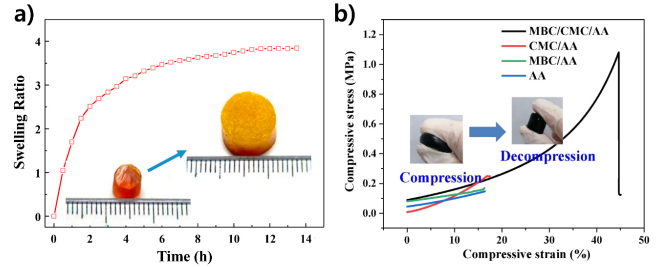 a)
Swelling Ratio
5
4
3
2
1
0
0 2 4 6 8 10 12 14 16
Time (h)
b)
Compressive stress (MPa)
1.2
1.0
0.8
0.6
0.4
0.2
0.0
MBC/CMC/AA
CMC/AA
MBC/AA
AA
Compression
Decompression
0 10 20 30 40 50
Compressive strain (%)